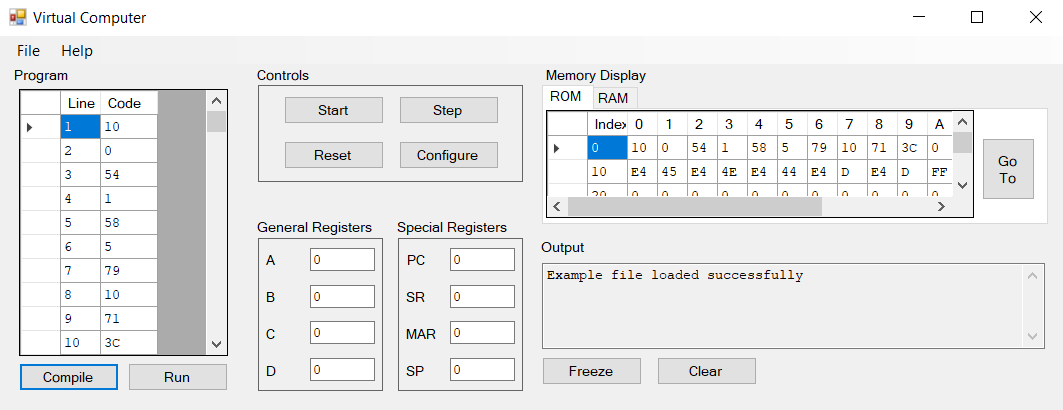 Virtual Computer
File Help
Program
Line Code
1 10
2 0
3 54
4 1
5 58
6 5
7 79
8 10
9 71
10 3C
Compile Run
Controls
Start Step
Reset Configure
General Registers
A 0
B 0
C 0
D 0
Special Registers
PC 0
SR 0
MAR 0
SP 0
Memory Display
ROM RAM
Index 0 1 2 3 4 5 6 7 8 9 A
0 10 0 54 1 58 5 79 10 71 3C 0
10 E4 45 E4 4E E4 44 E4 D E4 D FF
20 0 0 0 0 0 0 0 0 0 0 0
Go
To
Output
Example file loaded successfully
Freeze Clear